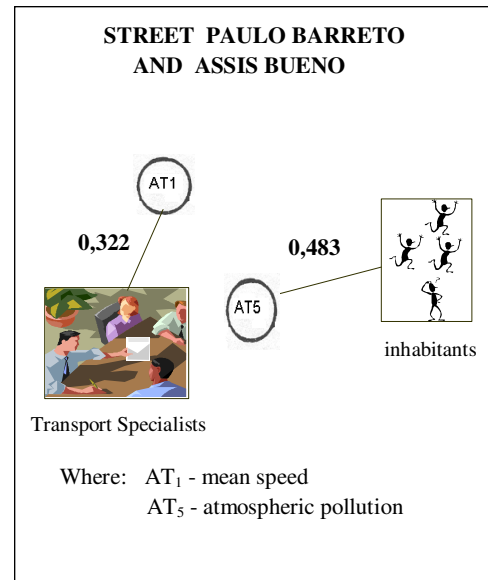 STREET PAULO BARRETO
AND ASSIS BUENO
AT1
0,322
0,483
AT5
inhabitants
Transport Specialists
Where: AT₁ - mean speed
AT₅ - atmospheric pollution